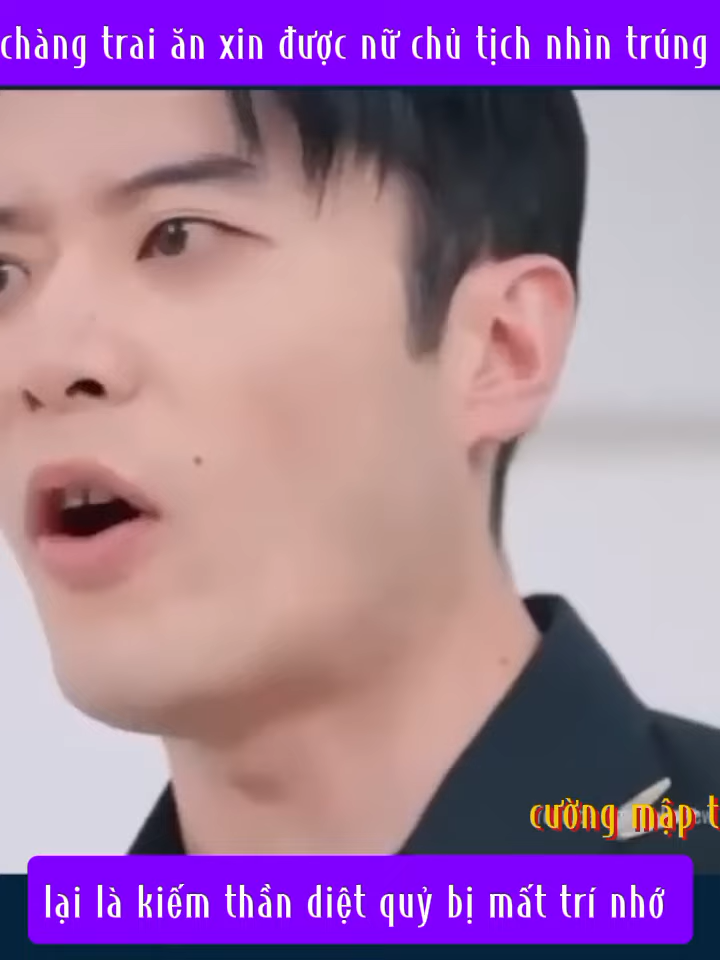 chàng trai ăn xin được nữ chủ tịch nhìn trúng
cường mập
lại là kiếm thần diệt quỷ bị mất trí nhớ